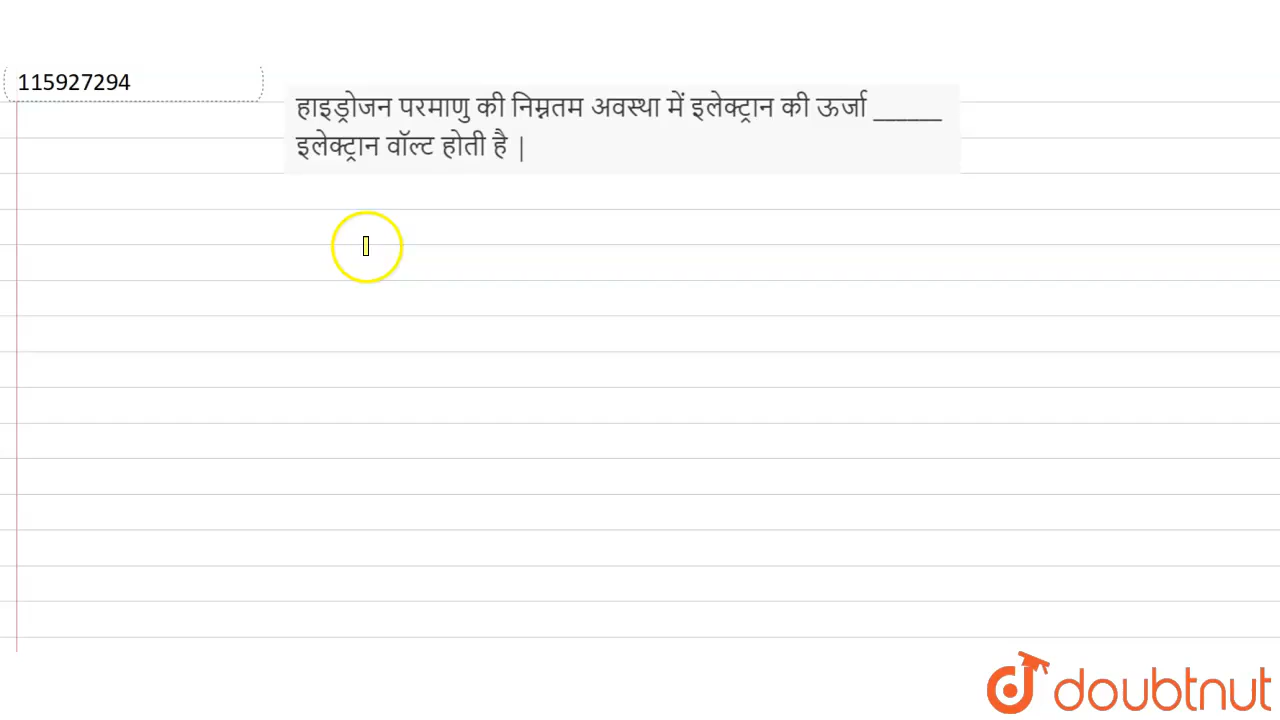 115927294
हाइड्रोजन परमाणु की निम्नतम अवस्था में इलेक्ट्रान की ऊर्जा ______
इलेक्ट्रान वॉल्ट होती है |
doubtnut